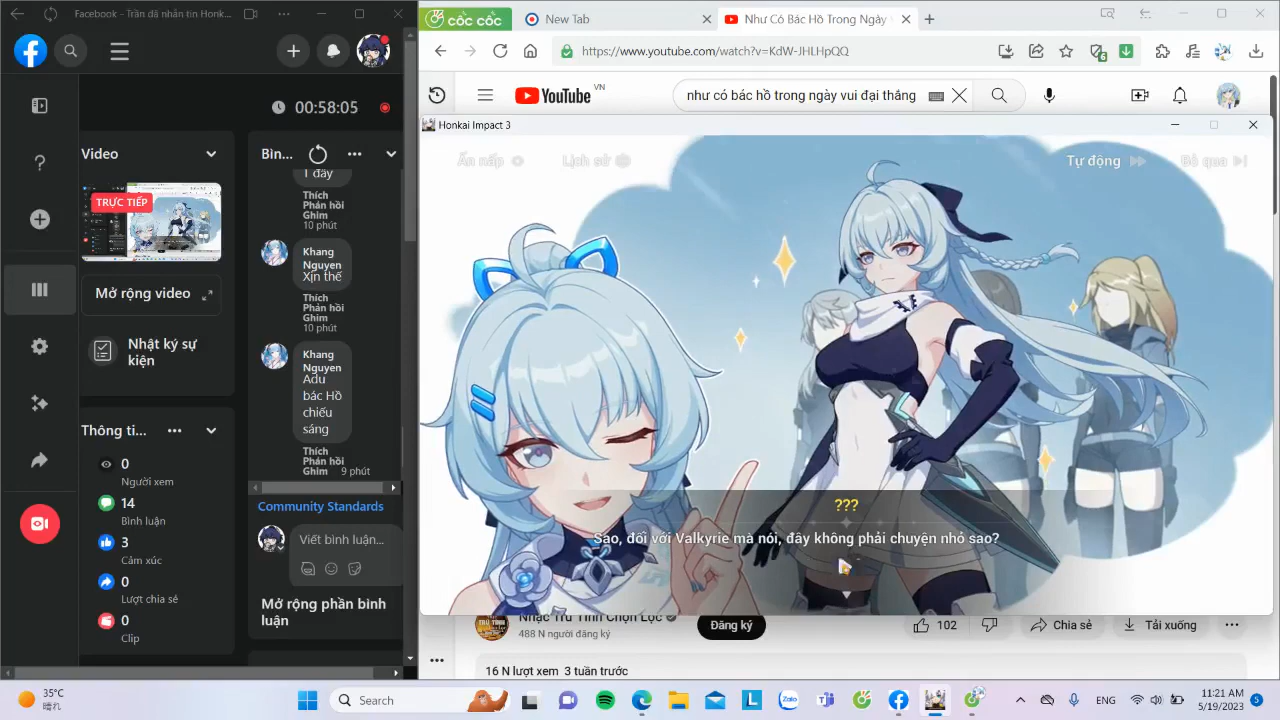 Facebook - Trần đã nhắn tin Honk...
00:58:05
Video
TRỰC TIẾP
Mở rộng video
Nhật ký sự
kiện
Thông ti...
0
Người xem
14
Bình luận
3
Cảm xúc
0
Lượt chia sẻ
0
Clip
Bìn...
1 đây
Thích
Phản hồi
Ghim
10 phút
Khang
Nguyen
Xịn thế
Thích
Phản hồi
Ghim
10 phút
Khang
Nguyen
Adu
bác Hồ
chiếu
sáng
Thích
Phản hồi
Ghim
9 phút
Community Standards
Viết bình luận...
Mở rộng phần bình
luận
cốc cốc
New Tab
Như Có Bác Hồ Trong Ngày
https://www.youtube.com/watch?v=KdW-JHLHpQQ
6
YouTube
VN
như có bác hồ trong ngày vui đại thắng
Honkai Impact 3
Ẩn nấp
Lịch sử
Tự động
Bỏ qua
???
Sao, đối với Valkyrie mà nói, đây không phải chuyện nhỏ sao?
Nhạc Trữ Tình Chọn Lọc
488 N người đăng ký
Đăng ký
102
Chia sẻ
Tải xuống
16 N lượt xem 3 tuần trước
35°C
晴れ
Search
Zalo
ENG
11:21 AM
5/19/2023
5